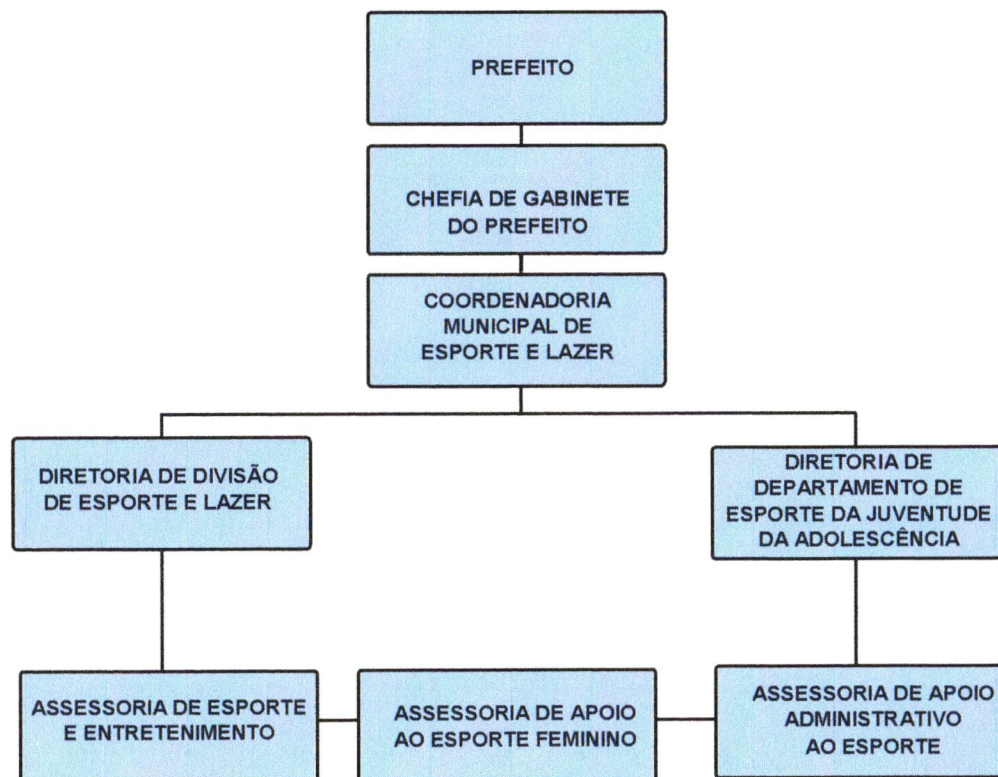 PREFEITO
CHEFIA DE GABINETE
DO PREFEITO
COORDENADORIA
MUNICIPAL DE
ESPORTE E LAZER
DIRETORIA DE DIVISÃO
DE ESPORTE E LAZER
DIRETORIA DE
DEPARTAMENTO DE
ESPORTE DA JUVENTUDE
DA ADOLESCÊNCIA
ASSESSORIA DE ESPORTE
E ENTRETENIMENTO
ASSESSORIA DE APOIO
AO ESPORTE FEMININO
ASSESSORIA DE APOIO
ADMINISTRATIVO
AO ESPORTE